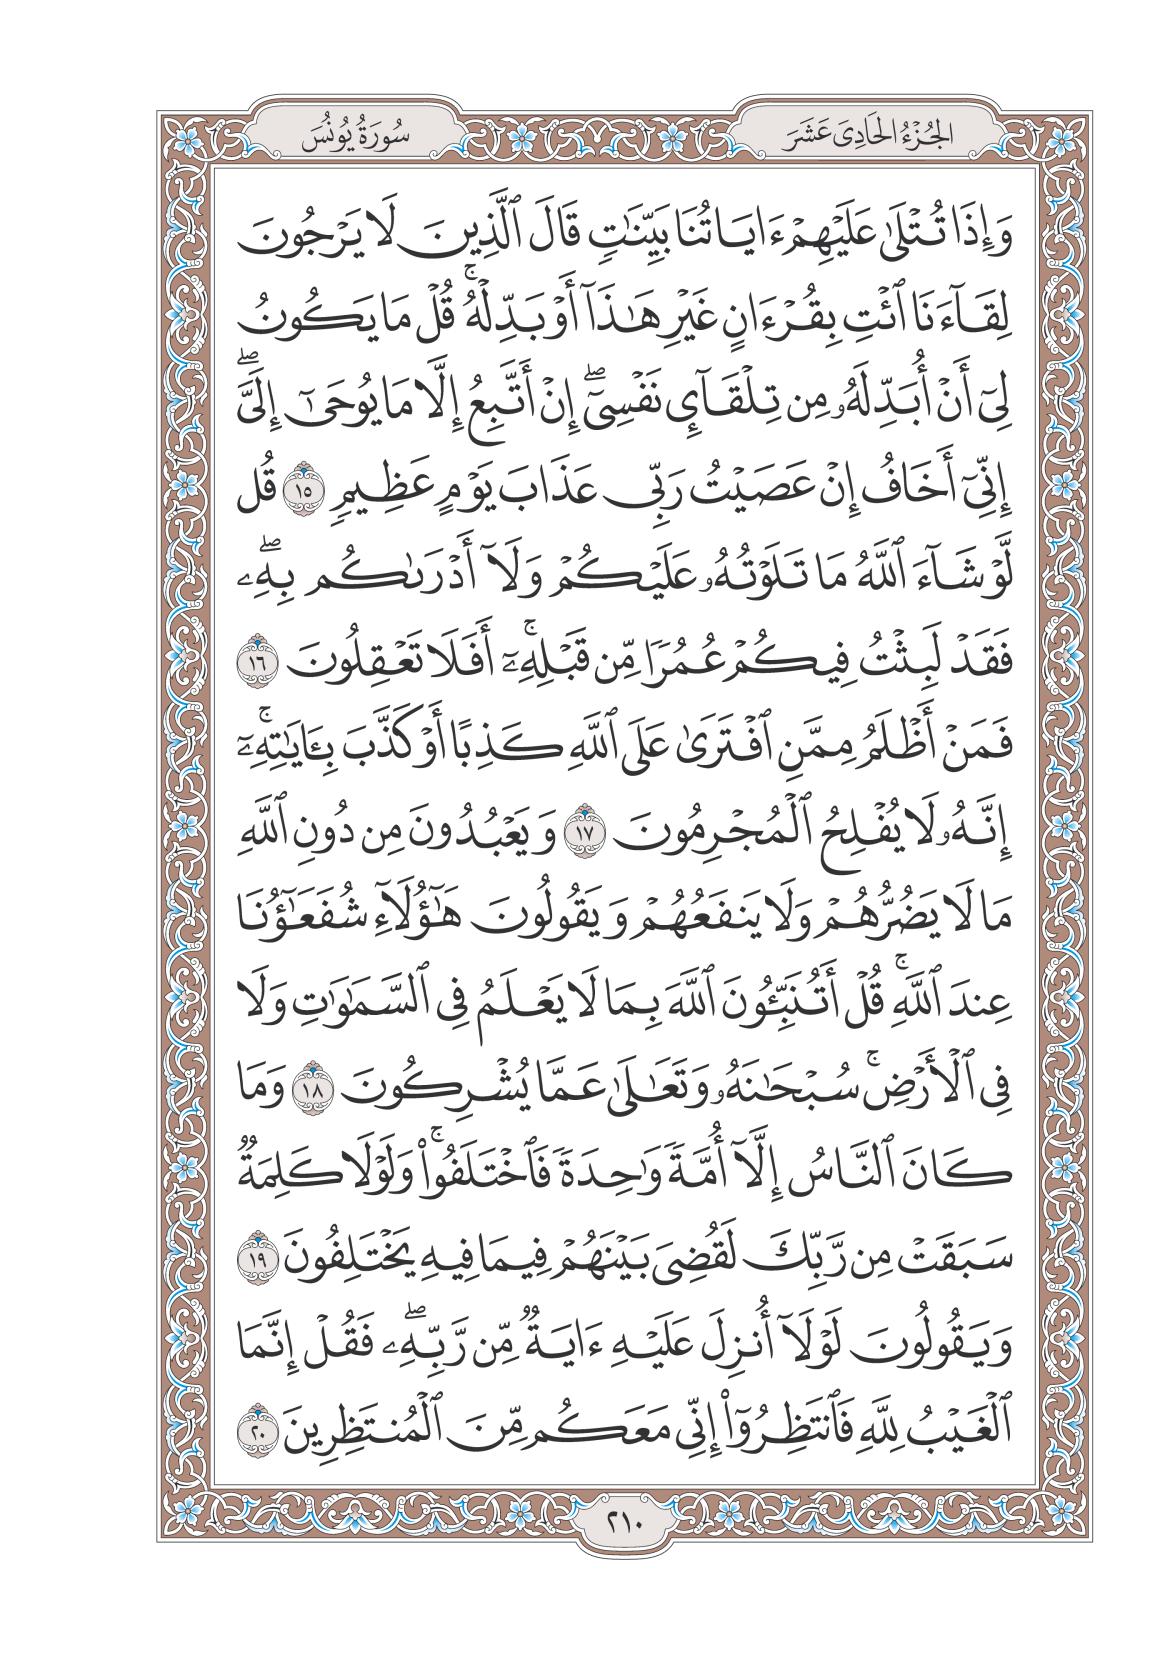 الجُزْءُ الحَادِىَ عَشَرَ
سُورَةُ يُونُسَ
وَإِذَا تُتْلَىٰ عَلَيْهِمْ ءَايَاتُنَا بَيِّنَٰتٍ قَالَ ٱلَّذِينَ لَا يَرْجُونَ
لِقَآءَنَا ٱئْتِ بِقُرْءَانٍ غَيْرِ هَٰذَآ أَوْ بَدِّلْهُ ۚ قُلْ مَا يَكُونُ
لِىٓ أَنْ أُبَدِّلَهُۥ مِن تِلْقَآئِ نَفْسِىٓ ۖ إِنْ أَتَّبِعُ إِلَّا مَا يُوحَىٰٓ إِلَىَّ ۖ
إِنِّىٓ أَخَافُ إِنْ عَصَيْتُ رَبِّى عَذَابَ يَوْمٍ عَظِيمٍ ١٥ قُل
لَّوْ شَآءَ ٱللَّهُ مَا تَلَوْتُهُۥ عَلَيْكُمْ وَلَآ أَدْرَىٰكُم بِهِۦ ۖ
فَقَدْ لَبِثْتُ فِيكُمْ عُمُرًا مِّن قَبْلِهِۦٓ ۚ أَفَلَا تَعْقِلُونَ ١٦
فَمَنْ أَظْلَمُ مِمَّنِ ٱفْتَرَىٰ عَلَى ٱللَّهِ كَذِبًا أَوْ كَذَّبَ بِـَٔايَٰتِهِۦٓ ۚ
إِنَّهُۥ لَا يُفْلِحُ ٱلْمُجْرِمُونَ ١٧ وَيَعْبُدُونَ مِن دُونِ ٱللَّهِ
مَا لَا يَضُرُّهُمْ وَلَا يَنفَعُهُمْ وَيَقُولُونَ هَٰٓؤُلَآءِ شُفَعَٰٓؤُنَا
عِندَ ٱللَّهِ ۚ قُلْ أَتُنَبِّـُٔونَ ٱللَّهَ بِمَا لَا يَعْلَمُ فِى ٱلسَّمَٰوَٰتِ وَلَا
فِى ٱلْأَرْضِ ۚ سُبْحَٰنَهُۥ وَتَعَٰلَىٰ عَمَّا يُشْرِكُونَ ١٨ وَمَا
كَانَ ٱلنَّاسُ إِلَّآ أُمَّةً وَٰحِدَةً فَٱخْتَلَفُوا۟ ۚ وَلَوْلَا كَلِمَةٌ
سَبَقَتْ مِن رَّبِّكَ لَقُضِىَ بَيْنَهُمْ فِيمَا فِيهِ يَخْتَلِفُونَ ١٩
وَيَقُولُونَ لَوْلَآ أُنزِلَ عَلَيْهِ ءَايَةٌ مِّن رَّبِّهِۦ ۖ فَقُلْ إِنَّمَا
ٱلْغَيْبُ لِلَّهِ فَٱنتَظِرُوٓا۟ إِنِّى مَعَكُم مِّنَ ٱلْمُنتَظِرِينَ ٢٠
٢١٠